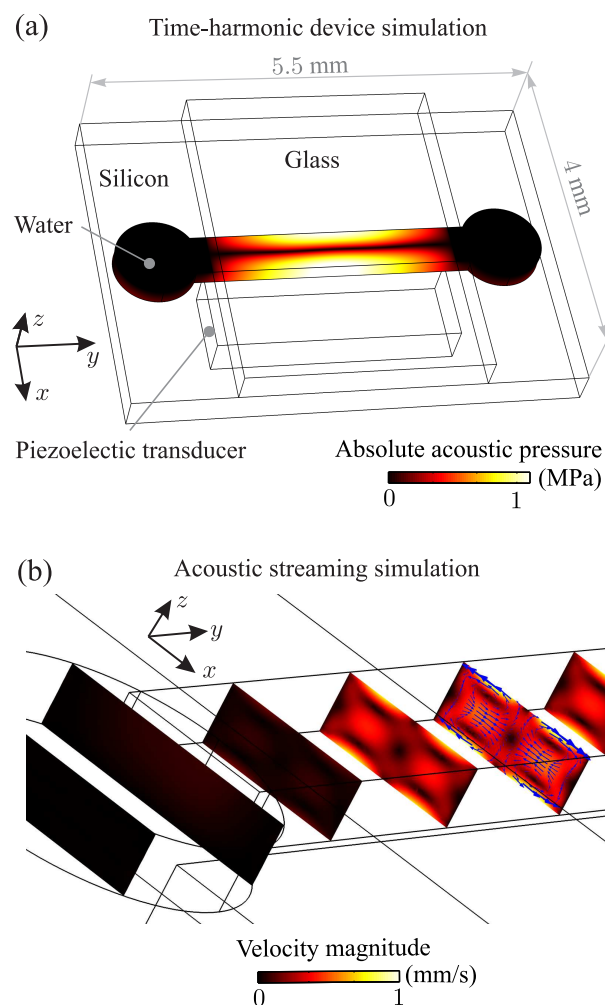 (a) Time-harmonic device simulation
5.5 mm
Silicon
Glass
4 mm
Water
z
y
x
Piezoelectic transducer
Absolute acoustic pressure
(MPa)
0 1
(b) Acoustic streaming simulation
z
y
x
Velocity magnitude
(mm/s)
0 1